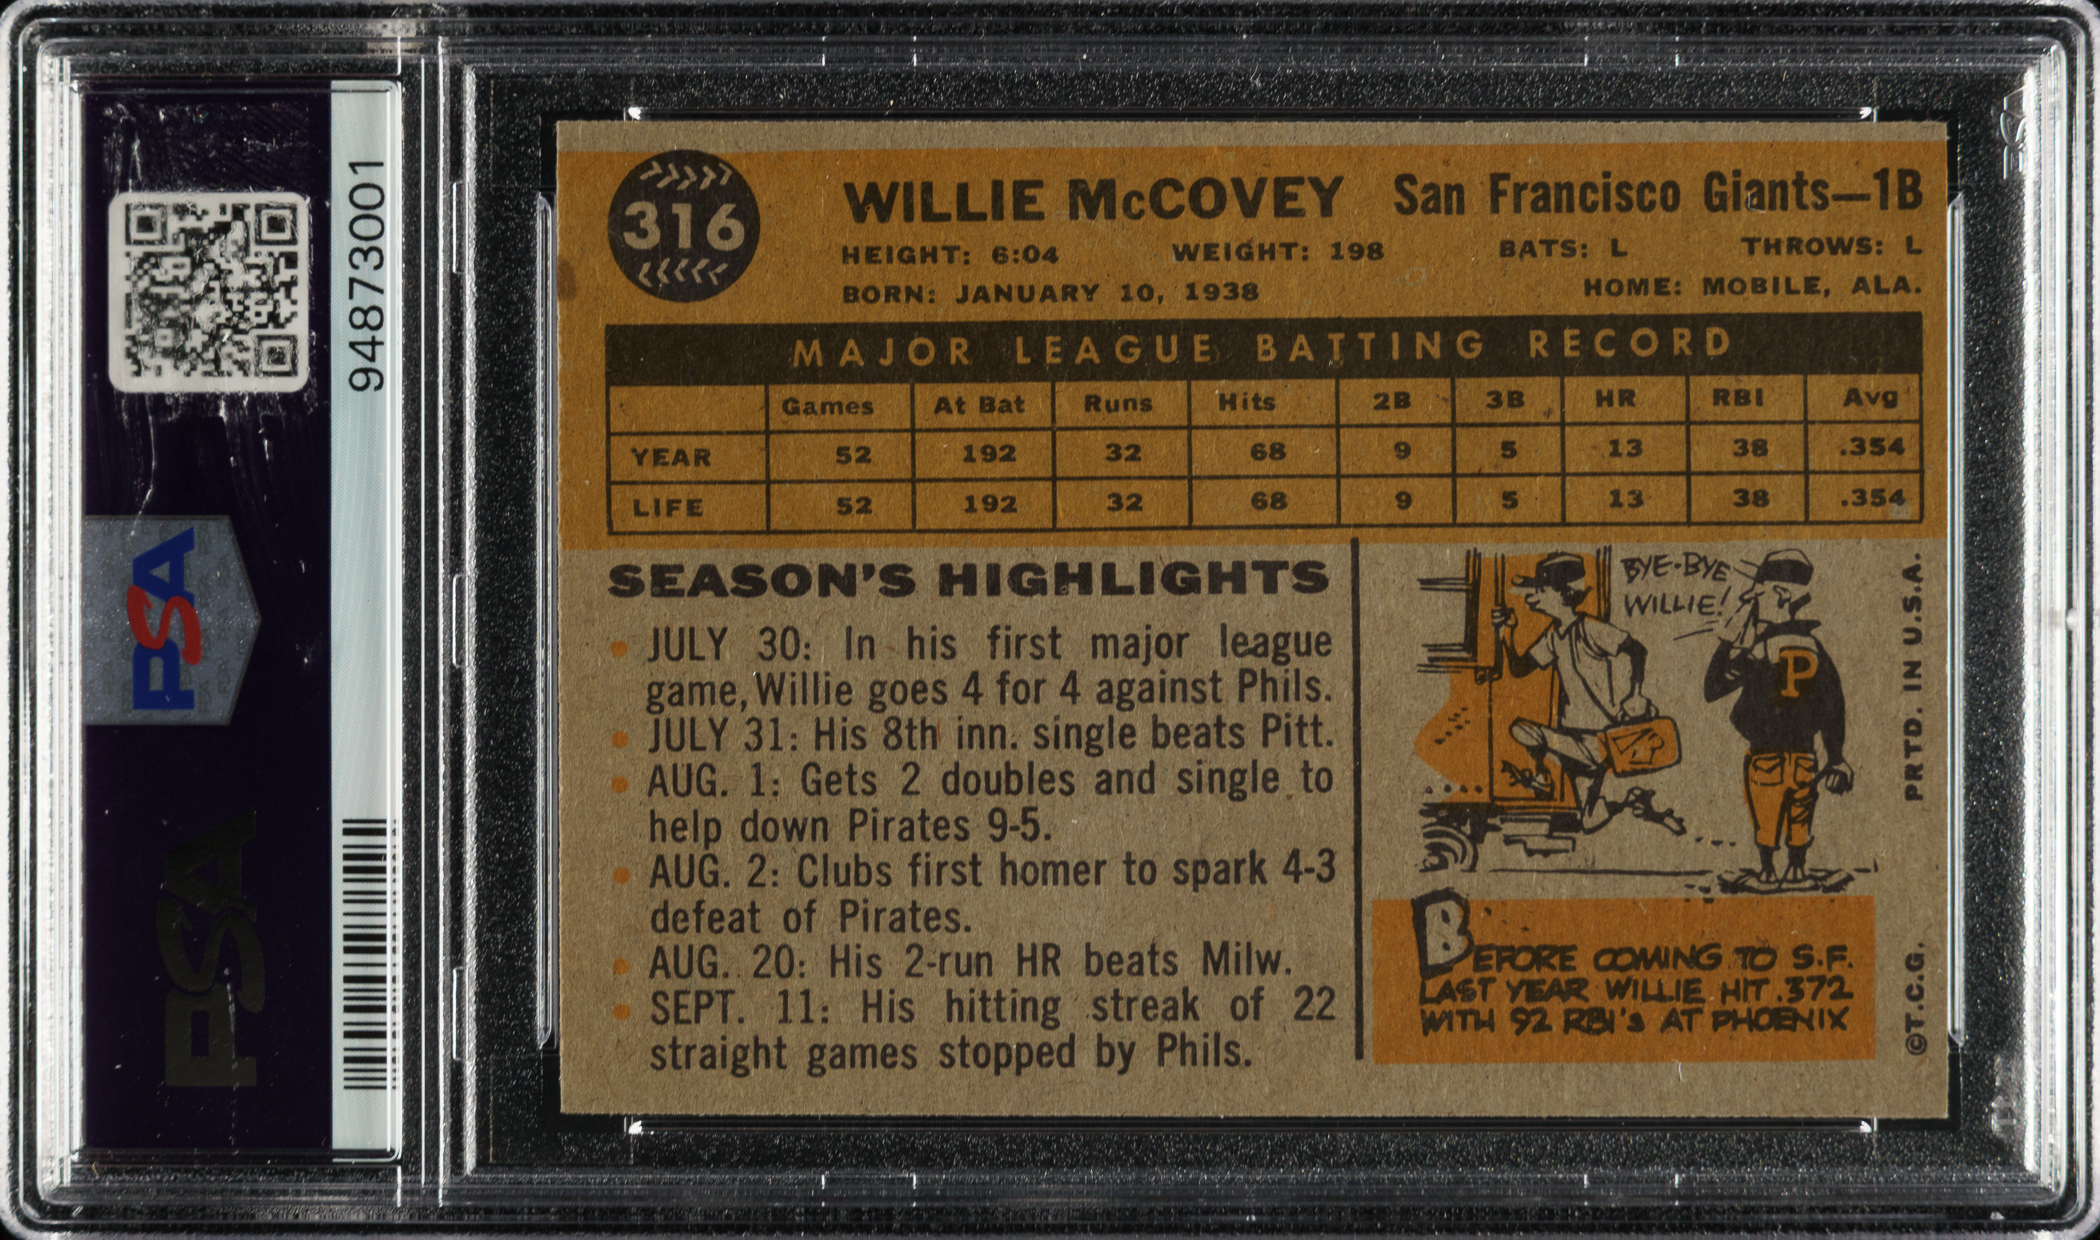 PSA
94873001
PSA
316
WILLIE McCOVEY San Francisco Giants—1B
HEIGHT: 6:04 WEIGHT: 198 BATS: L THROWS: L
BORN: JANUARY 10, 1938 HOME: MOBILE, ALA.
MAJOR LEAGUE BATTING RECORD
Games At Bat Runs Hits 2B 3B HR RBI Avg
YEAR 52 192 32 68 9 5 13 38 .354
LIFE 52 192 32 68 9 5 13 38 .354
SEASON'S HIGHLIGHTS
• JULY 30: In his first major league
game, Willie goes 4 for 4 against Phils.
• JULY 31: His 8th inn. single beats Pitt.
• AUG. 1: Gets 2 doubles and single to
help down Pirates 9-5.
• AUG. 2: Clubs first homer to spark 4-3
defeat of Pirates.
• AUG. 20: His 2-run HR beats Milw.
• SEPT. 11: His hitting streak of 22
straight games stopped by Phils.
BYE-BYE
WILLIE!
P
BEFORE COMING TO S.F.
LAST YEAR WILLIE HIT .372
WITH 92 RBI's AT PHOENIX
©T.C.G. PRTD. IN U.S.A.